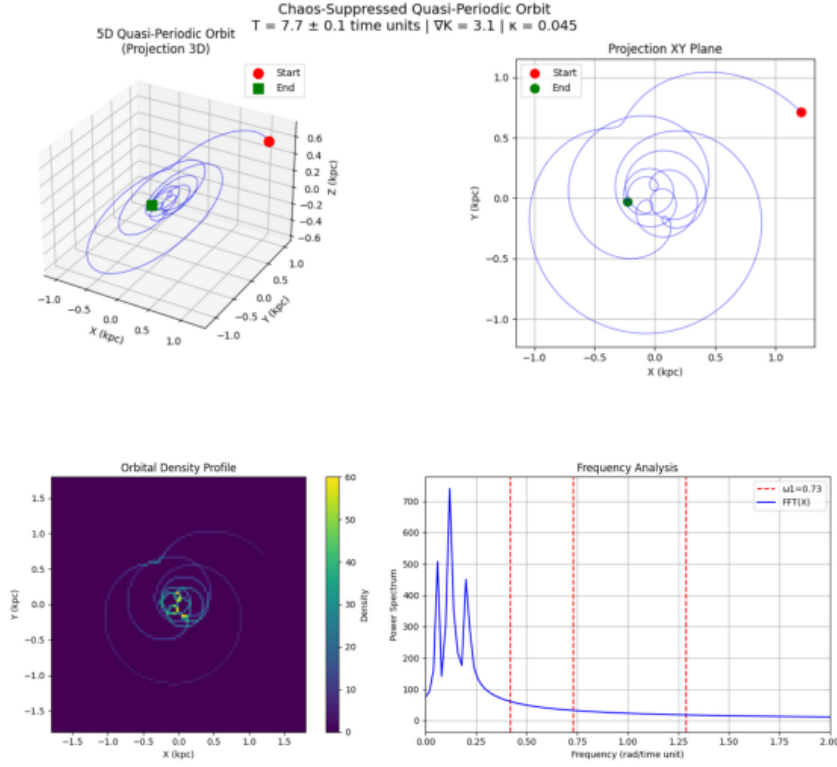 Chaos-Suppressed Quasi-Periodic Orbit
T = 7.7 ± 0.1 time units | ∇K = 3.1 | κ = 0.045
5D Quasi-Periodic Orbit
(Projection 3D)
Start
End
0.6
0.4
0.2
0.0
−0.2
−0.4
−0.6
Z (kpc)
−1.0
−0.5
0.0
0.5
1.0
X (kpc)
−1.0
−0.5
0.0
0.5
1.0
Y (kpc)
Projection XY Plane
Start
End
1.0
0.5
0.0
−0.5
−1.0
Y (kpc)
−1.0
−0.5
0.0
0.5
1.0
X (kpc)
Orbital Density Profile
1.5
1.0
0.5
0.0
−0.5
−1.0
−1.5
Y (kpc)
−1.5
−1.0
−0.5
0.0
0.5
1.0
1.5
X (kpc)
60
50
40
30
20
10
0
Density
Frequency Analysis
ω1=0.73
FFT(X)
700
600
500
400
300
200
100
0
Power Spectrum
0.00
0.25
0.50
0.75
1.00
1.25
1.50
1.75
2.00
Frequency (rad/time unit)